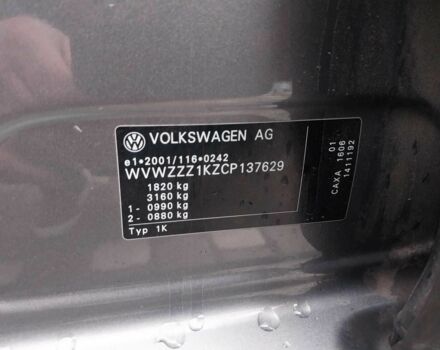 VOLKSWAGEN AG
e1*2001/116*0242
WVWZZZ1KZCP137629
1820 kg
3160 kg
1- 0990 kg
2- 0880 kg
Typ 1K
01
CAXA 1606
1411192